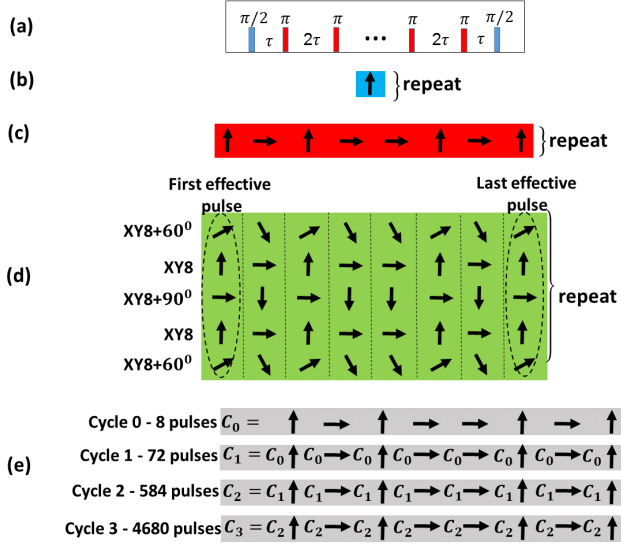 (a)
π/2 π π π π π/2
τ 2τ ••• 2τ τ
(b)
repeat
(c)
repeat
First effective pulse
Last effective pulse
(d)
XY8+60⁰
XY8
XY8+90⁰
XY8
XY8+60⁰
repeat
(e)
Cycle 0 - 8 pulses C₀ =
Cycle 1 - 72 pulses C₁ = C₀ C₀ C₀ C₀ C₀ C₀ C₀ C₀
Cycle 2 - 584 pulses C₂ = C₁ C₁ C₁ C₁ C₁ C₁ C₁ C₁
Cycle 3 - 4680 pulses C₃ = C₂ C₂ C₂ C₂ C₂ C₂ C₂ C₂